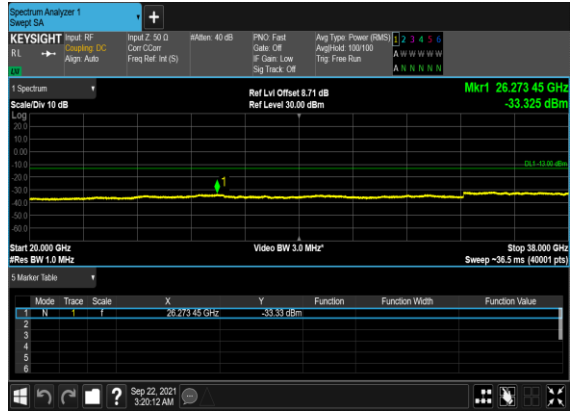 Spectrum Analyzer 1
Swept SA
+
KEYSIGHT Input: RF Input Z: 50 Ω #Atten: 40 dB PNO: Fast Avg Type: Power (RMS) 1 2 3 4 5 6
RL Coupling: DC Corr CCorr Gate: Off Avg|Hold: 100/100 A W W W W W
Align: Auto Freq Ref: Int (S) IF Gain: Low Trig: Free Run
Sig Track: Off A N N N N N
1 Spectrum
Ref Lvl Offset 8.71 dB Mkr1 26.273 45 GHz
Scale/Div 10 dB Ref Level 30.00 dBm -33.325 dBm
Log
20.0
10.0
0.00
-10.0
DL1 -13.00 dBm
-20.0
1
-30.0
-40.0
-50.0
-60.0
Start 20.000 GHz Video BW 3.0 MHz* Stop 38.000 GHz
#Res BW 1.0 MHz Sweep ~36.5 ms (40001 pts)
5 Marker Table
Mode Trace Scale X Y Function Function Width Function Value
1 N 1 f 26.273 45 GHz -33.33 dBm
2
3
4
5
6
? Sep 22, 2021
3:20:12 AM